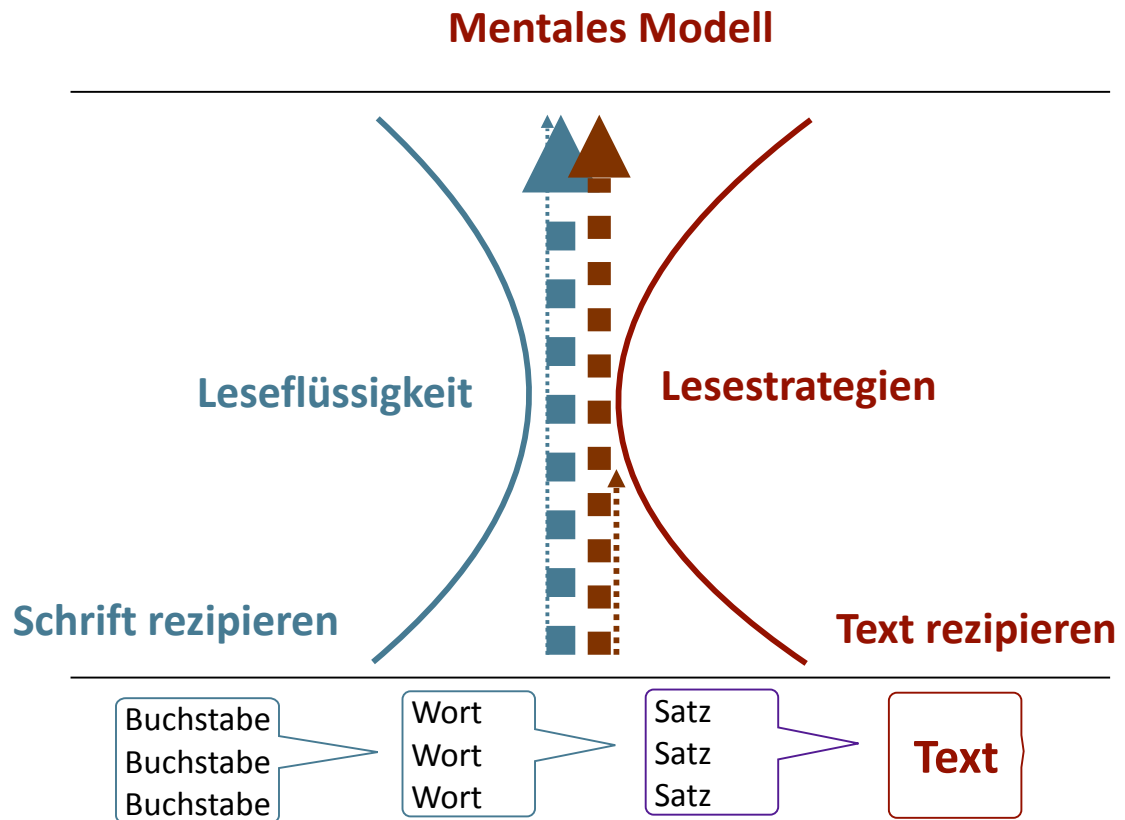 Mentales Modell
Leseflüssigkeit
Lesestrategien
Schrift rezipieren
Text rezipieren
Buchstabe
Buchstabe
Buchstabe
Wort
Wort
Wort
Satz
Satz
Satz
Text